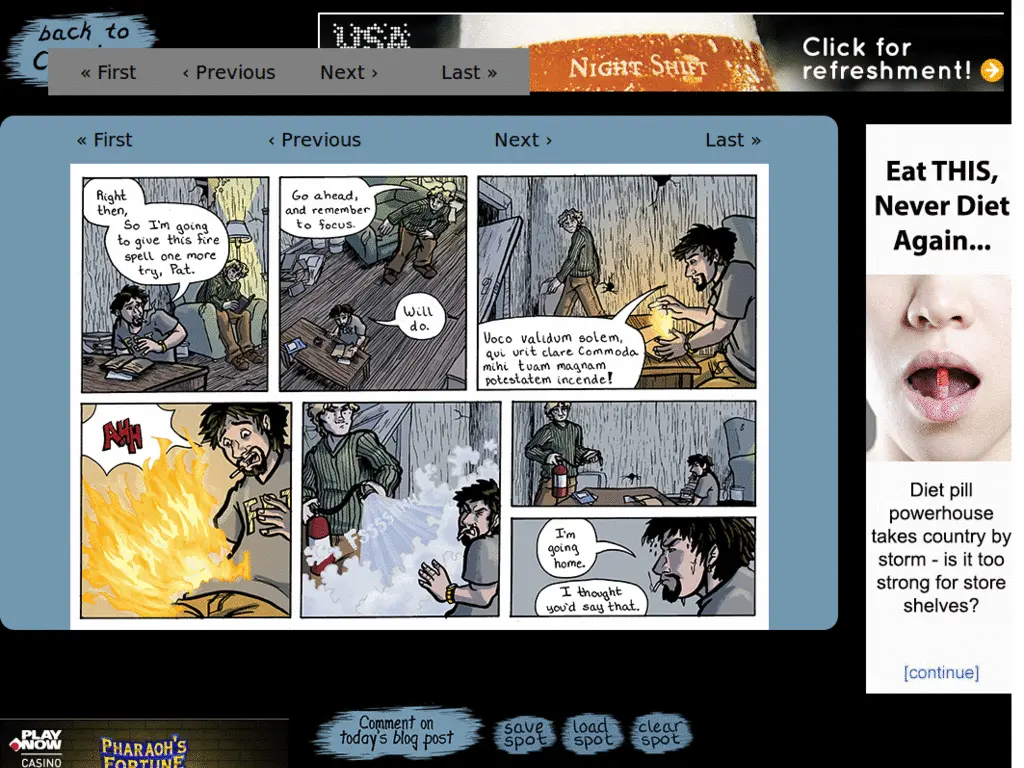 back to
USA
NIGHT SHIFT
Click for
refreshment!
« First ‹ Previous Next › Last »
« First ‹ Previous Next › Last »
Right
then,
So I'm going
to give this fire
spell one more
try, Pat.
Go ahead,
and remember
to focus.
Will
do.
Voco validum solem,
qui urit clare Commoda
mihi tuam magnam
potestatem incende!
AHH
Fsssss
I'm
going
home.
I thought
you'd say that.
Eat THIS,
Never Diet
Again...
Diet pill
powerhouse
takes country by
storm - is it too
strong for store
shelves?
[continue]
PLAY
NOW
CASINO
PHARAOH'S
FORTUNE
Comment on
today's blog post
save
spot
load
spot
clear
spot